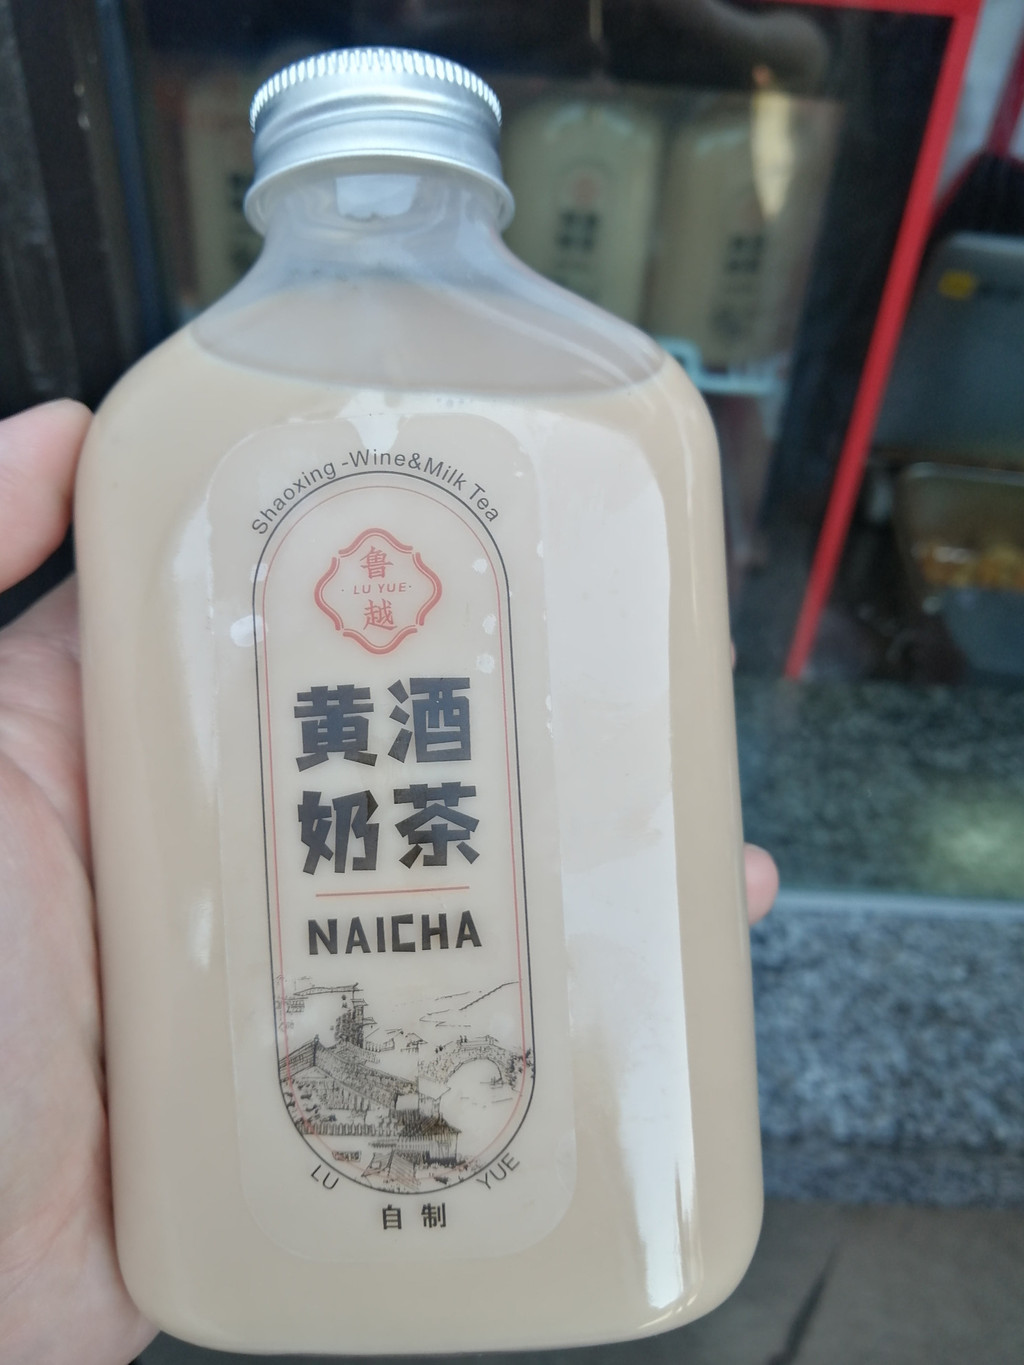 Shaoxing-Wine&Milk Tea
鲁
·LU YUE·
越
黄酒
奶茶
NAICHA
LU YUE
自制